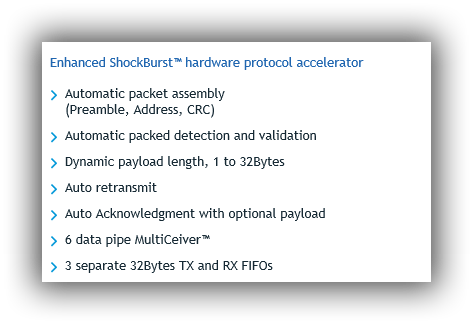 Enhanced ShockBurst™ hardware protocol accelerator
Automatic packet assembly
(Preamble, Address, CRC)
Automatic packed detection and validation
Dynamic payload length, 1 to 32Bytes
Auto retransmit
Auto Acknowledgment with optional payload
6 data pipe MultiCeiver™
3 separate 32Bytes TX and RX FIFOs